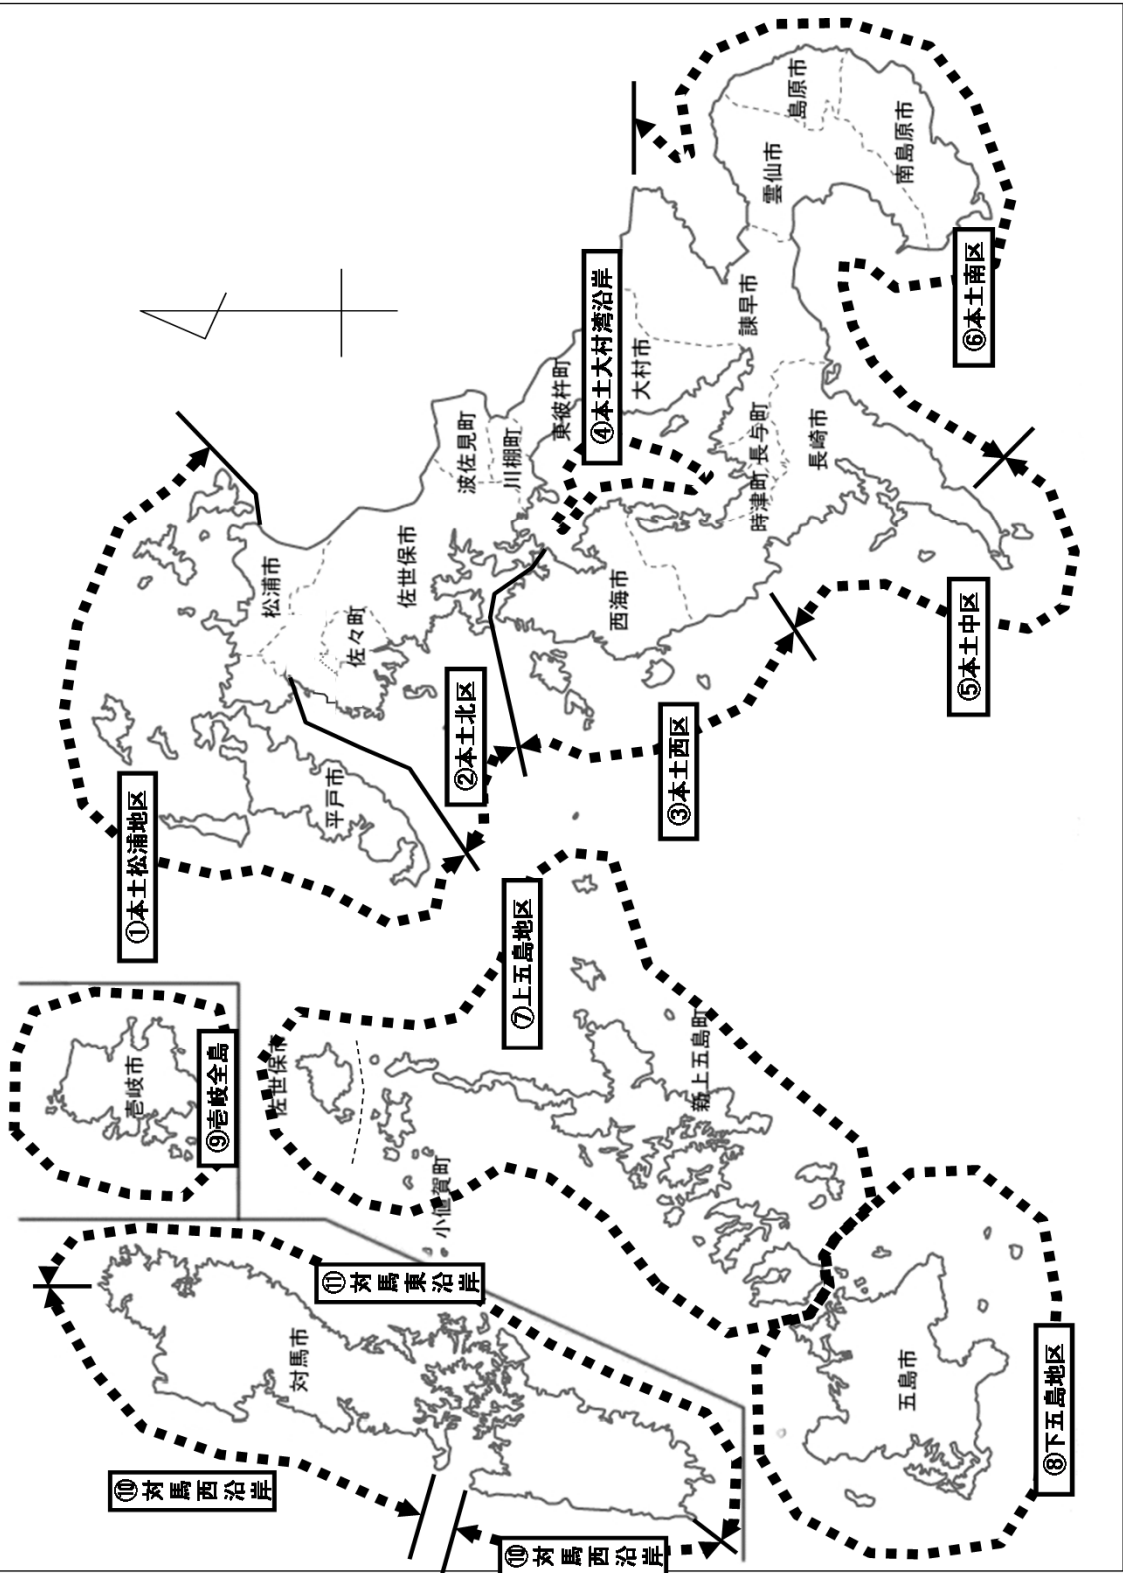 ①本土松浦地区
②本土北区
③本土西区
④本土大村湾沿岸
⑤本土中区
⑥本土南区
⑦上五島地区
⑧下五島地区
⑨壱岐全島
⑩対馬西沿岸
⑩対馬西沿岸
⑪対馬東沿岸
松浦市
佐々町
佐世保市
平戸市
波佐見町
川棚町
東彼杵町
大村市
西海市
時津町
長与町
長崎市
諫早市
雲仙市
島原市
南島原市
壱岐市
佐世保市
小値賀町
新上五島町
対馬市
五島市